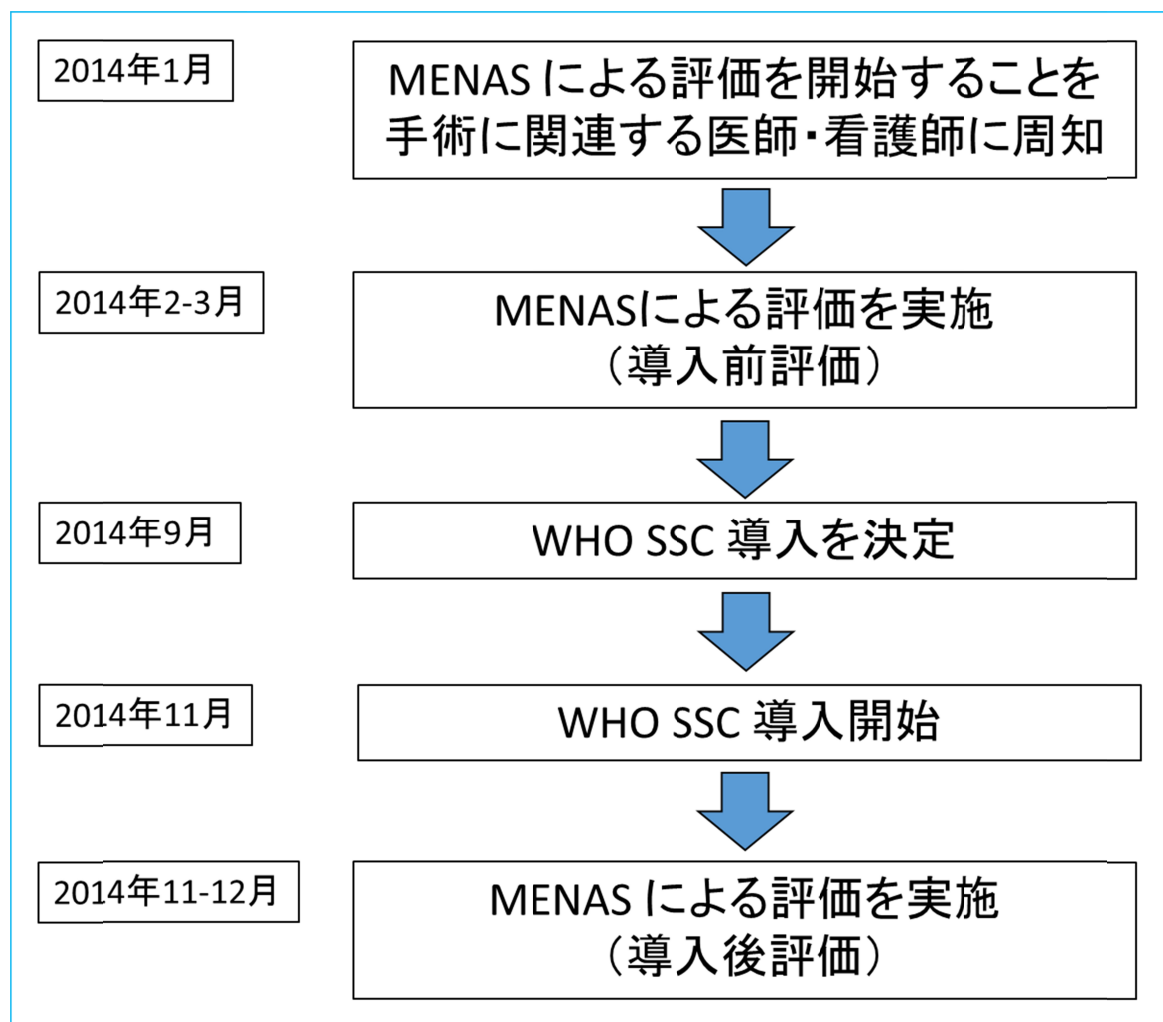 2014年1月
MENAS による評価を開始することを
手術に関連する医師・看護師に周知
2014年2-3月
MENASによる評価を実施
（導入前評価）
2014年9月
WHO SSC 導入を決定
2014年11月
WHO SSC 導入開始
2014年11-12月
MENAS による評価を実施
（導入後評価）